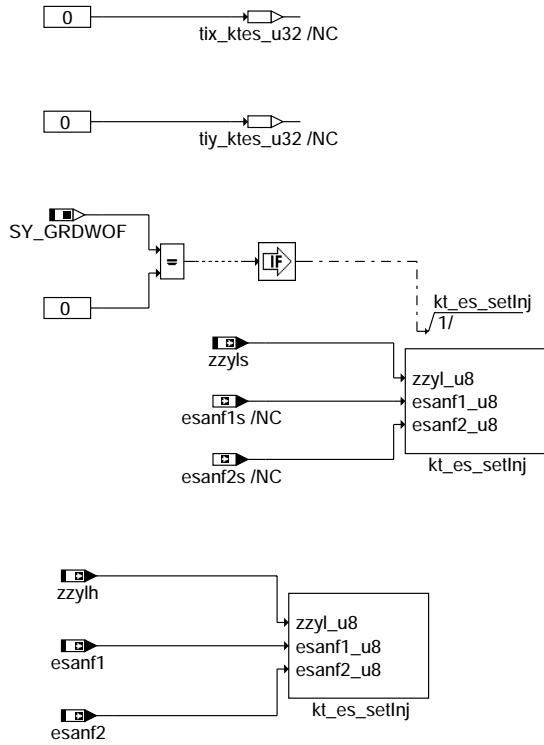 0
tix_ktes_u32 /NC
0
tiy_ktes_u32 /NC
SY_GRDWOF
=
IF
0
kt_es_setInj
1/
zzyls
zzyl_u8
esanf1_u8
esanf1s /NC
esanf2_u8
esanf2s /NC
kt_es_setInj
zzylh
zzyl_u8
esanf1
esanf1_u8
esanf2_u8
kt_es_setInj
esanf2